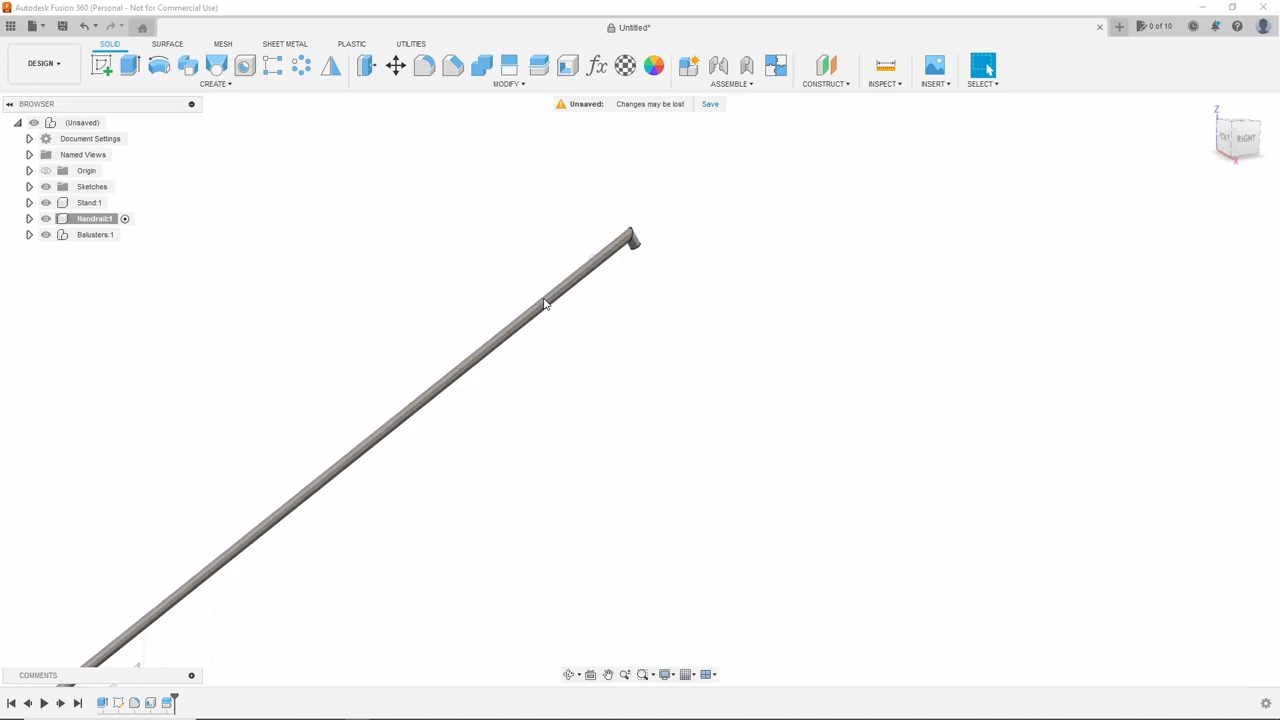 Autodesk Fusion 360 (Personal - Not for Commercial Use)
Untitled*
0 of 10
DESIGN
SOLID
SURFACE
MESH
SHEET METAL
PLASTIC
UTILITIES
CREATE
MODIFY
ASSEMBLE
CONSTRUCT
INSPECT
INSERT
SELECT
BROWSER
Unsaved: Changes may be lost Save
(Unsaved)
Document Settings
Named Views
Origin
Sketches
Stand:1
Handrail:1
Balusters:1
Z
RIGHT
X
COMMENTS